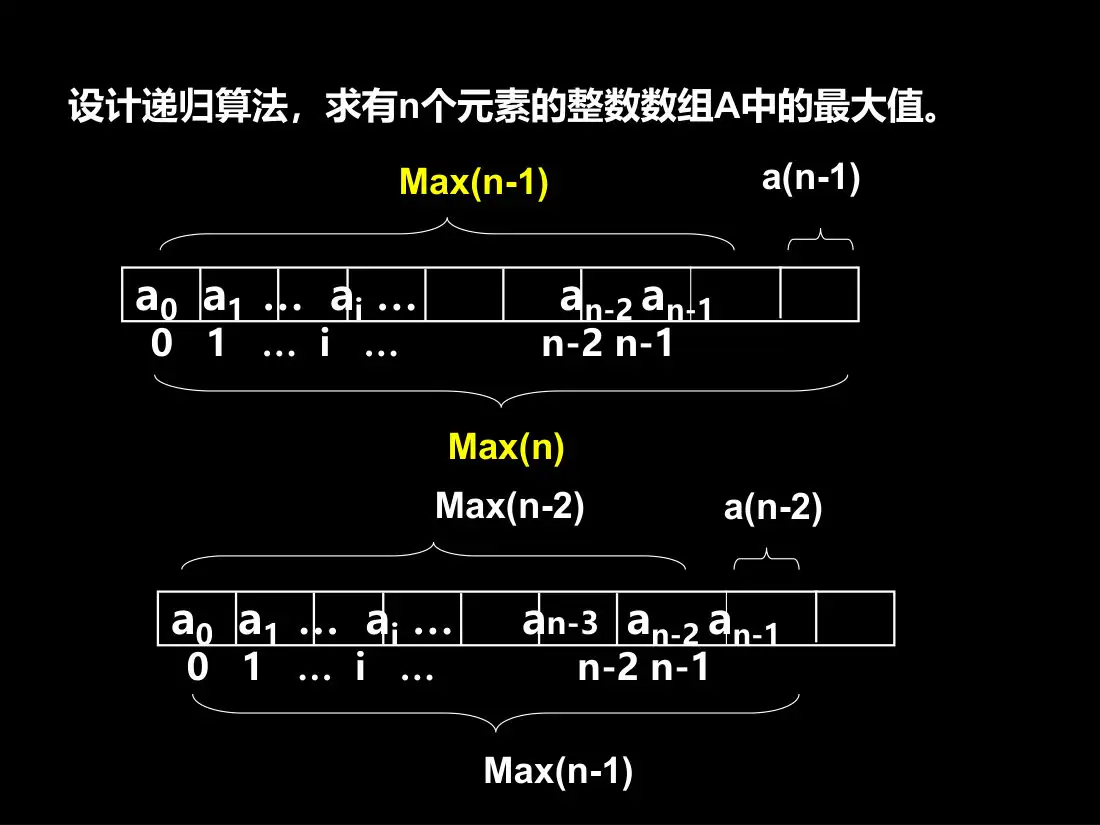 设计递归算法，求有n个元素的整数数组A中的最大值。
Max(n-1) a(n-1)
a0 a1 … ai … an-2 an-1
0 1 … i … n-2 n-1
Max(n)
Max(n-2) a(n-2)
a0 a1 … ai … an-3 an-2 an-1
0 1 … i … n-2 n-1
Max(n-1)